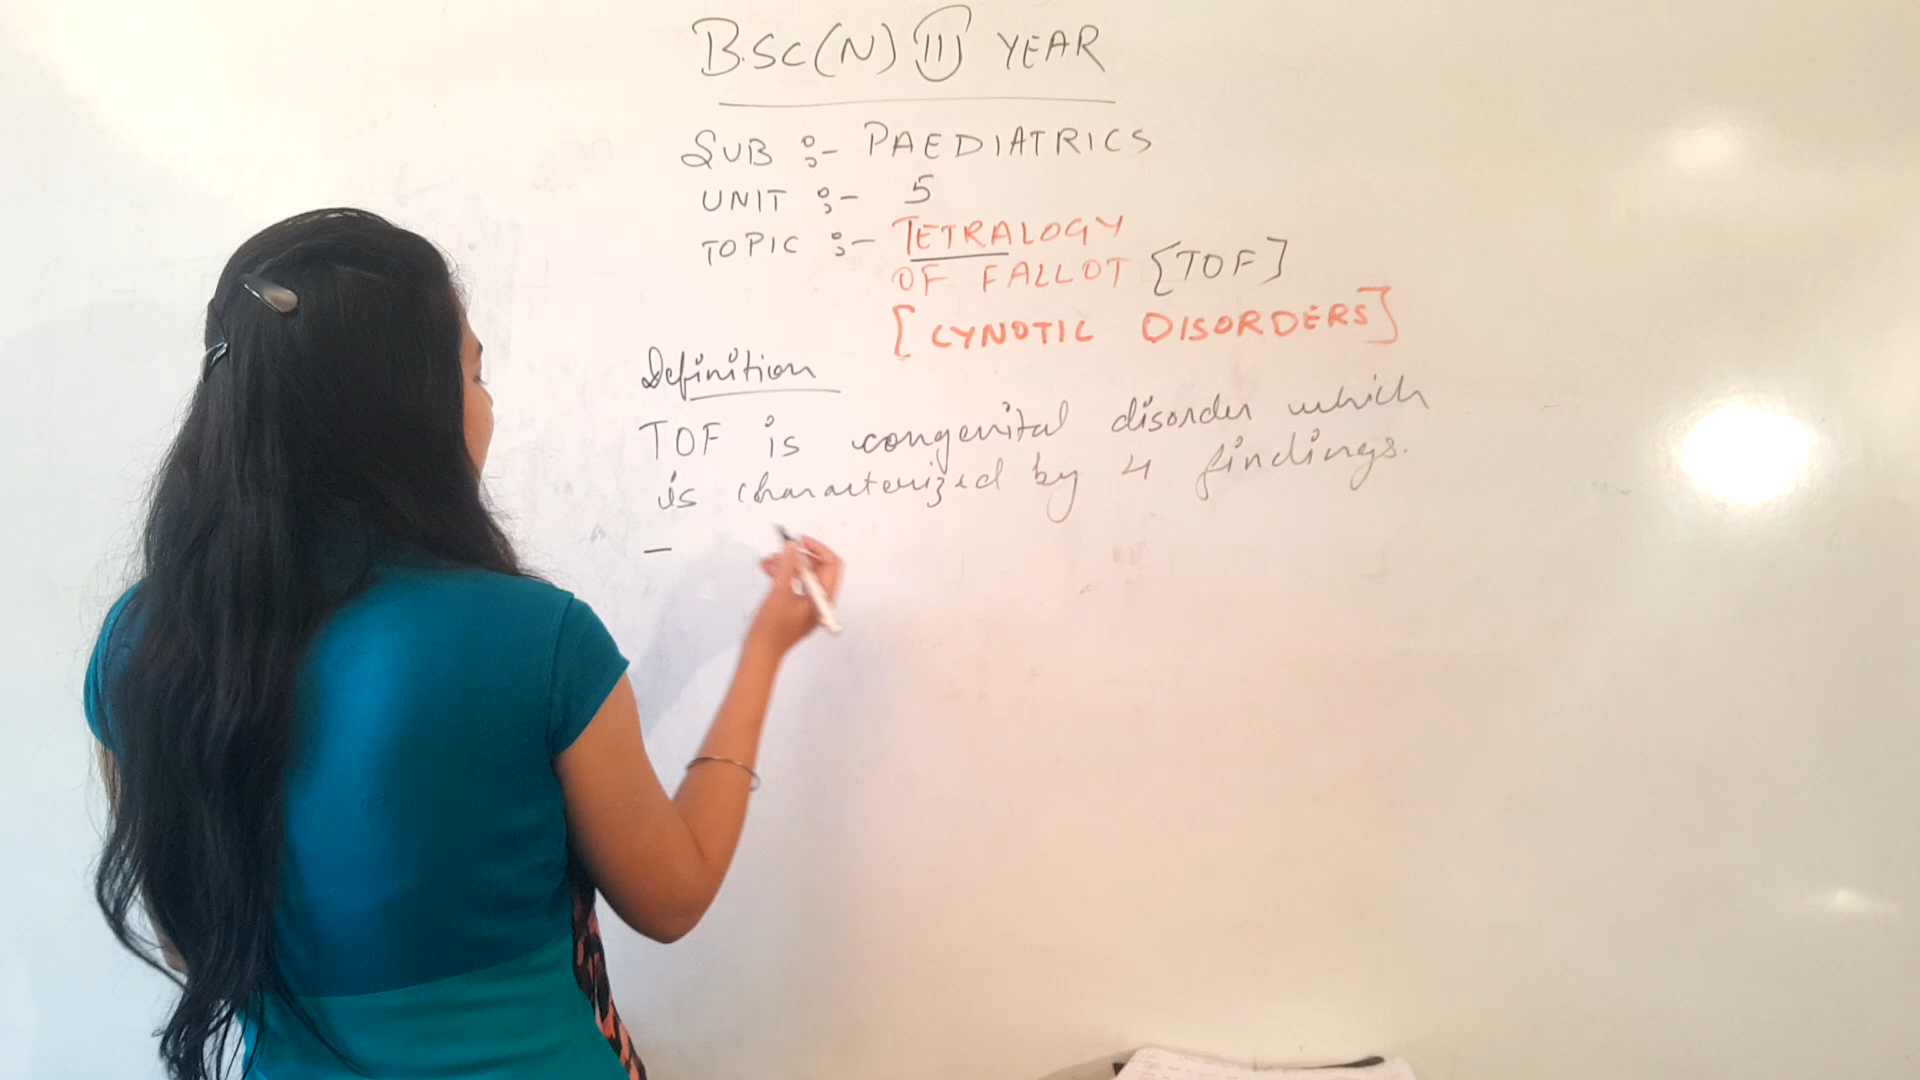 B.SC(N) III YEAR
SUB :- PAEDIATRICS
UNIT :- 5
TOPIC :- TETRALOGY
OF FALLOT [TOF]
[CYNOTIC DISORDERS]
Definition
TOF is congenital disorder which
is characterized by 4 findings.
-